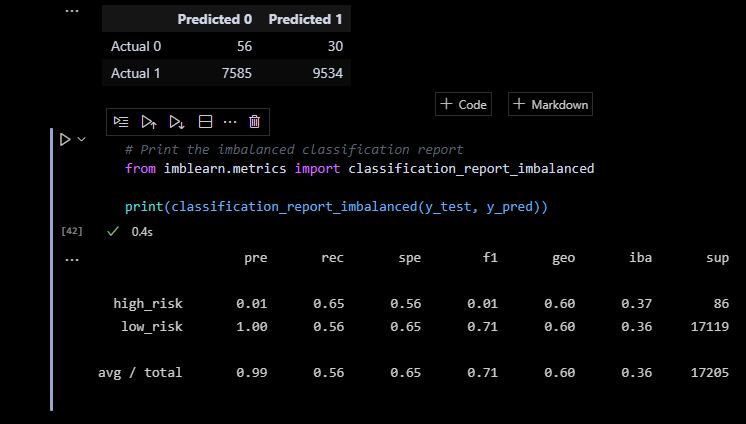 ...
Predicted 0 Predicted 1
Actual 0 56 30
Actual 1 7585 9534
+ Code + Markdown
...
# Print the imbalanced classification report
from imblearn.metrics import classification_report_imbalanced
print(classification_report_imbalanced(y_test, y_pred))
[42] ✓ 0.4s
...
pre rec spe f1 geo iba sup
high_risk 0.01 0.65 0.56 0.01 0.60 0.37 86
low_risk 1.00 0.56 0.65 0.71 0.60 0.36 17119
avg / total 0.99 0.56 0.65 0.71 0.60 0.36 17205